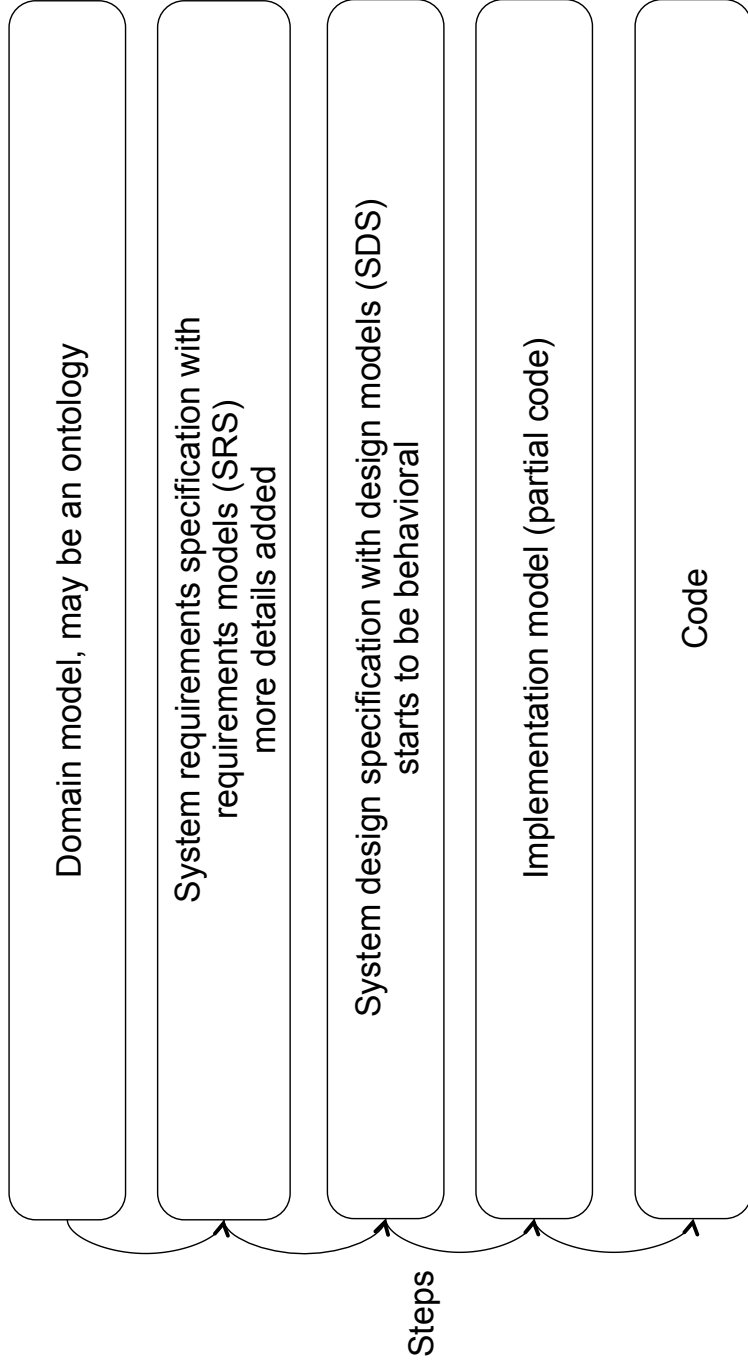 Domain model, may be an ontology
System requirements specification with
requirements models (SRS)
more details added
System design specification with design models (SDS)
starts to be behavioral
Implementation model (partial code)
Code
Steps